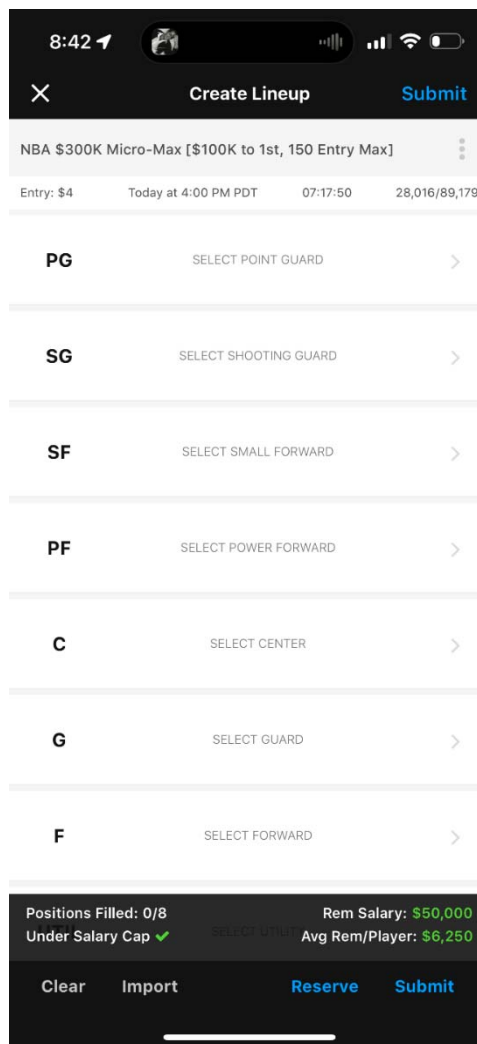 8:42
Create Lineup Submit
NBA $300K Micro-Max [$100K to 1st, 150 Entry Max]
Entry: $4 Today at 4:00 PM PDT 07:17:50 28,016/89,179
PG SELECT POINT GUARD
SG SELECT SHOOTING GUARD
SF SELECT SMALL FORWARD
PF SELECT POWER FORWARD
C SELECT CENTER
G SELECT GUARD
F SELECT FORWARD
UTIL SELECT UTILITY
Positions Filled: 0/8 Rem Salary: $50,000
Under Salary Cap Avg Rem/Player: $6,250
Clear Import Reserve Submit